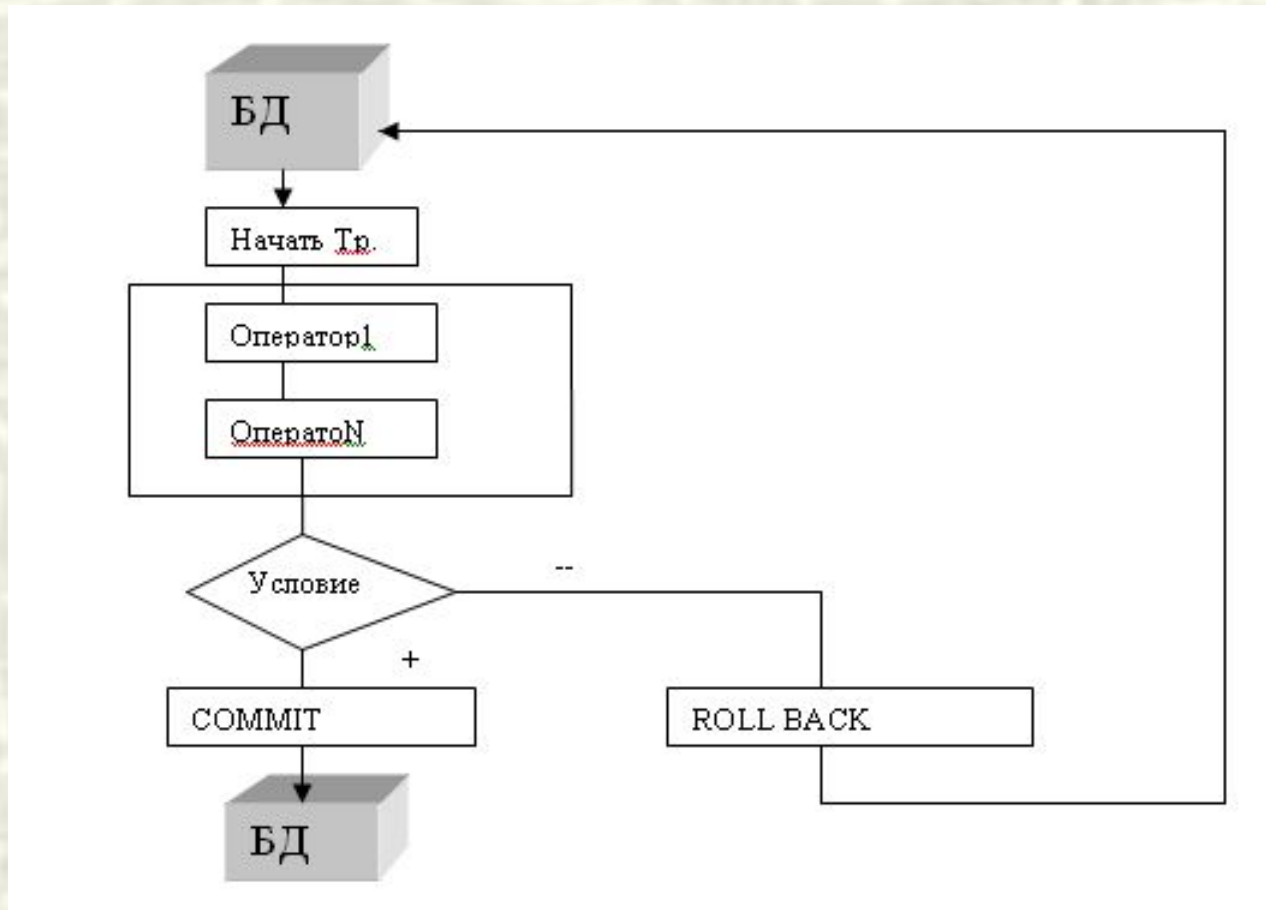 БД
Начать Тр.
Оператор1
ОператоN
Условие
--
+
COMMIT
ROLL BACK
БД